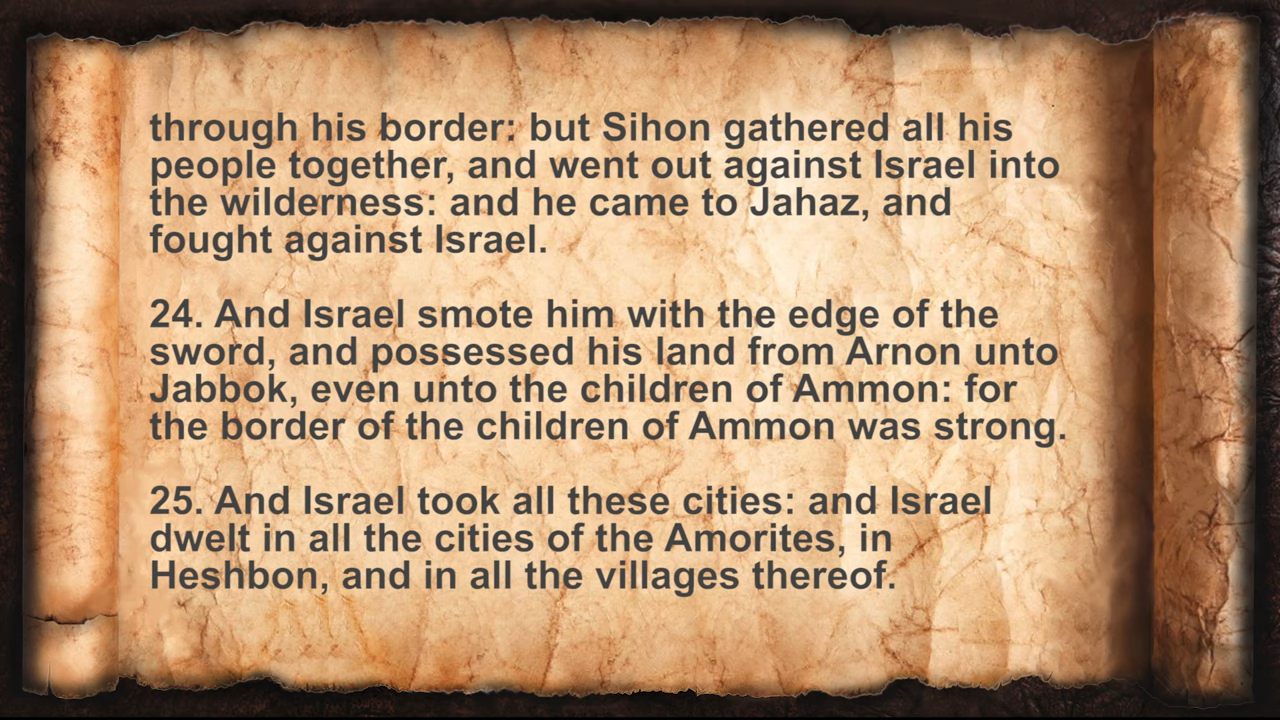 through his border: but Sihon gathered all his
people together, and went out against Israel into
the wilderness: and he came to Jahaz, and
fought against Israel.
24. And Israel smote him with the edge of the
sword, and possessed his land from Arnon unto
Jabbok, even unto the children of Ammon: for
the border of the children of Ammon was strong.
25. And Israel took all these cities: and Israel
dwelt in all the cities of the Amorites, in
Heshbon, and in all the villages thereof.